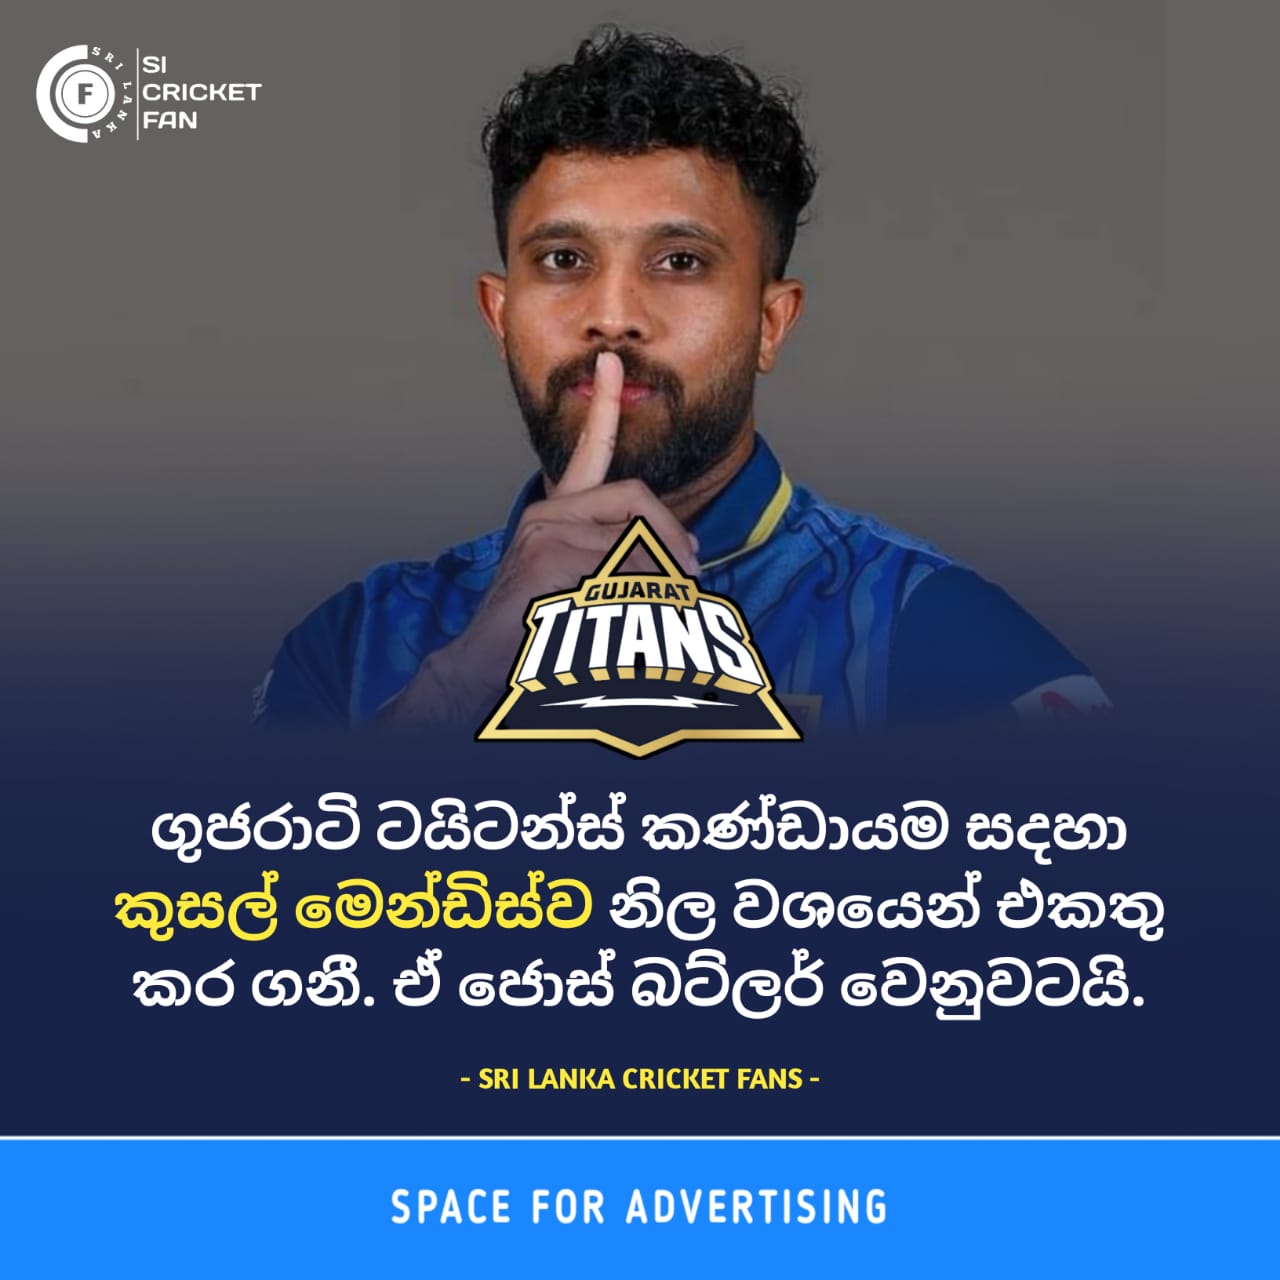 SRI LANKA
F
SI
CRICKET
FAN
GUJARAT
TITANS
ගුජරාටි ටයිටන්ස් කණ්ඩායම සදහා
කුසල් මෙන්ඩිස්ව නිල වශයෙන් එකතු
කර ගනී. ඒ ජොස් බට්ලර් වෙනුවටයි.
- SRI LANKA CRICKET FANS -
SPACE FOR ADVERTISING